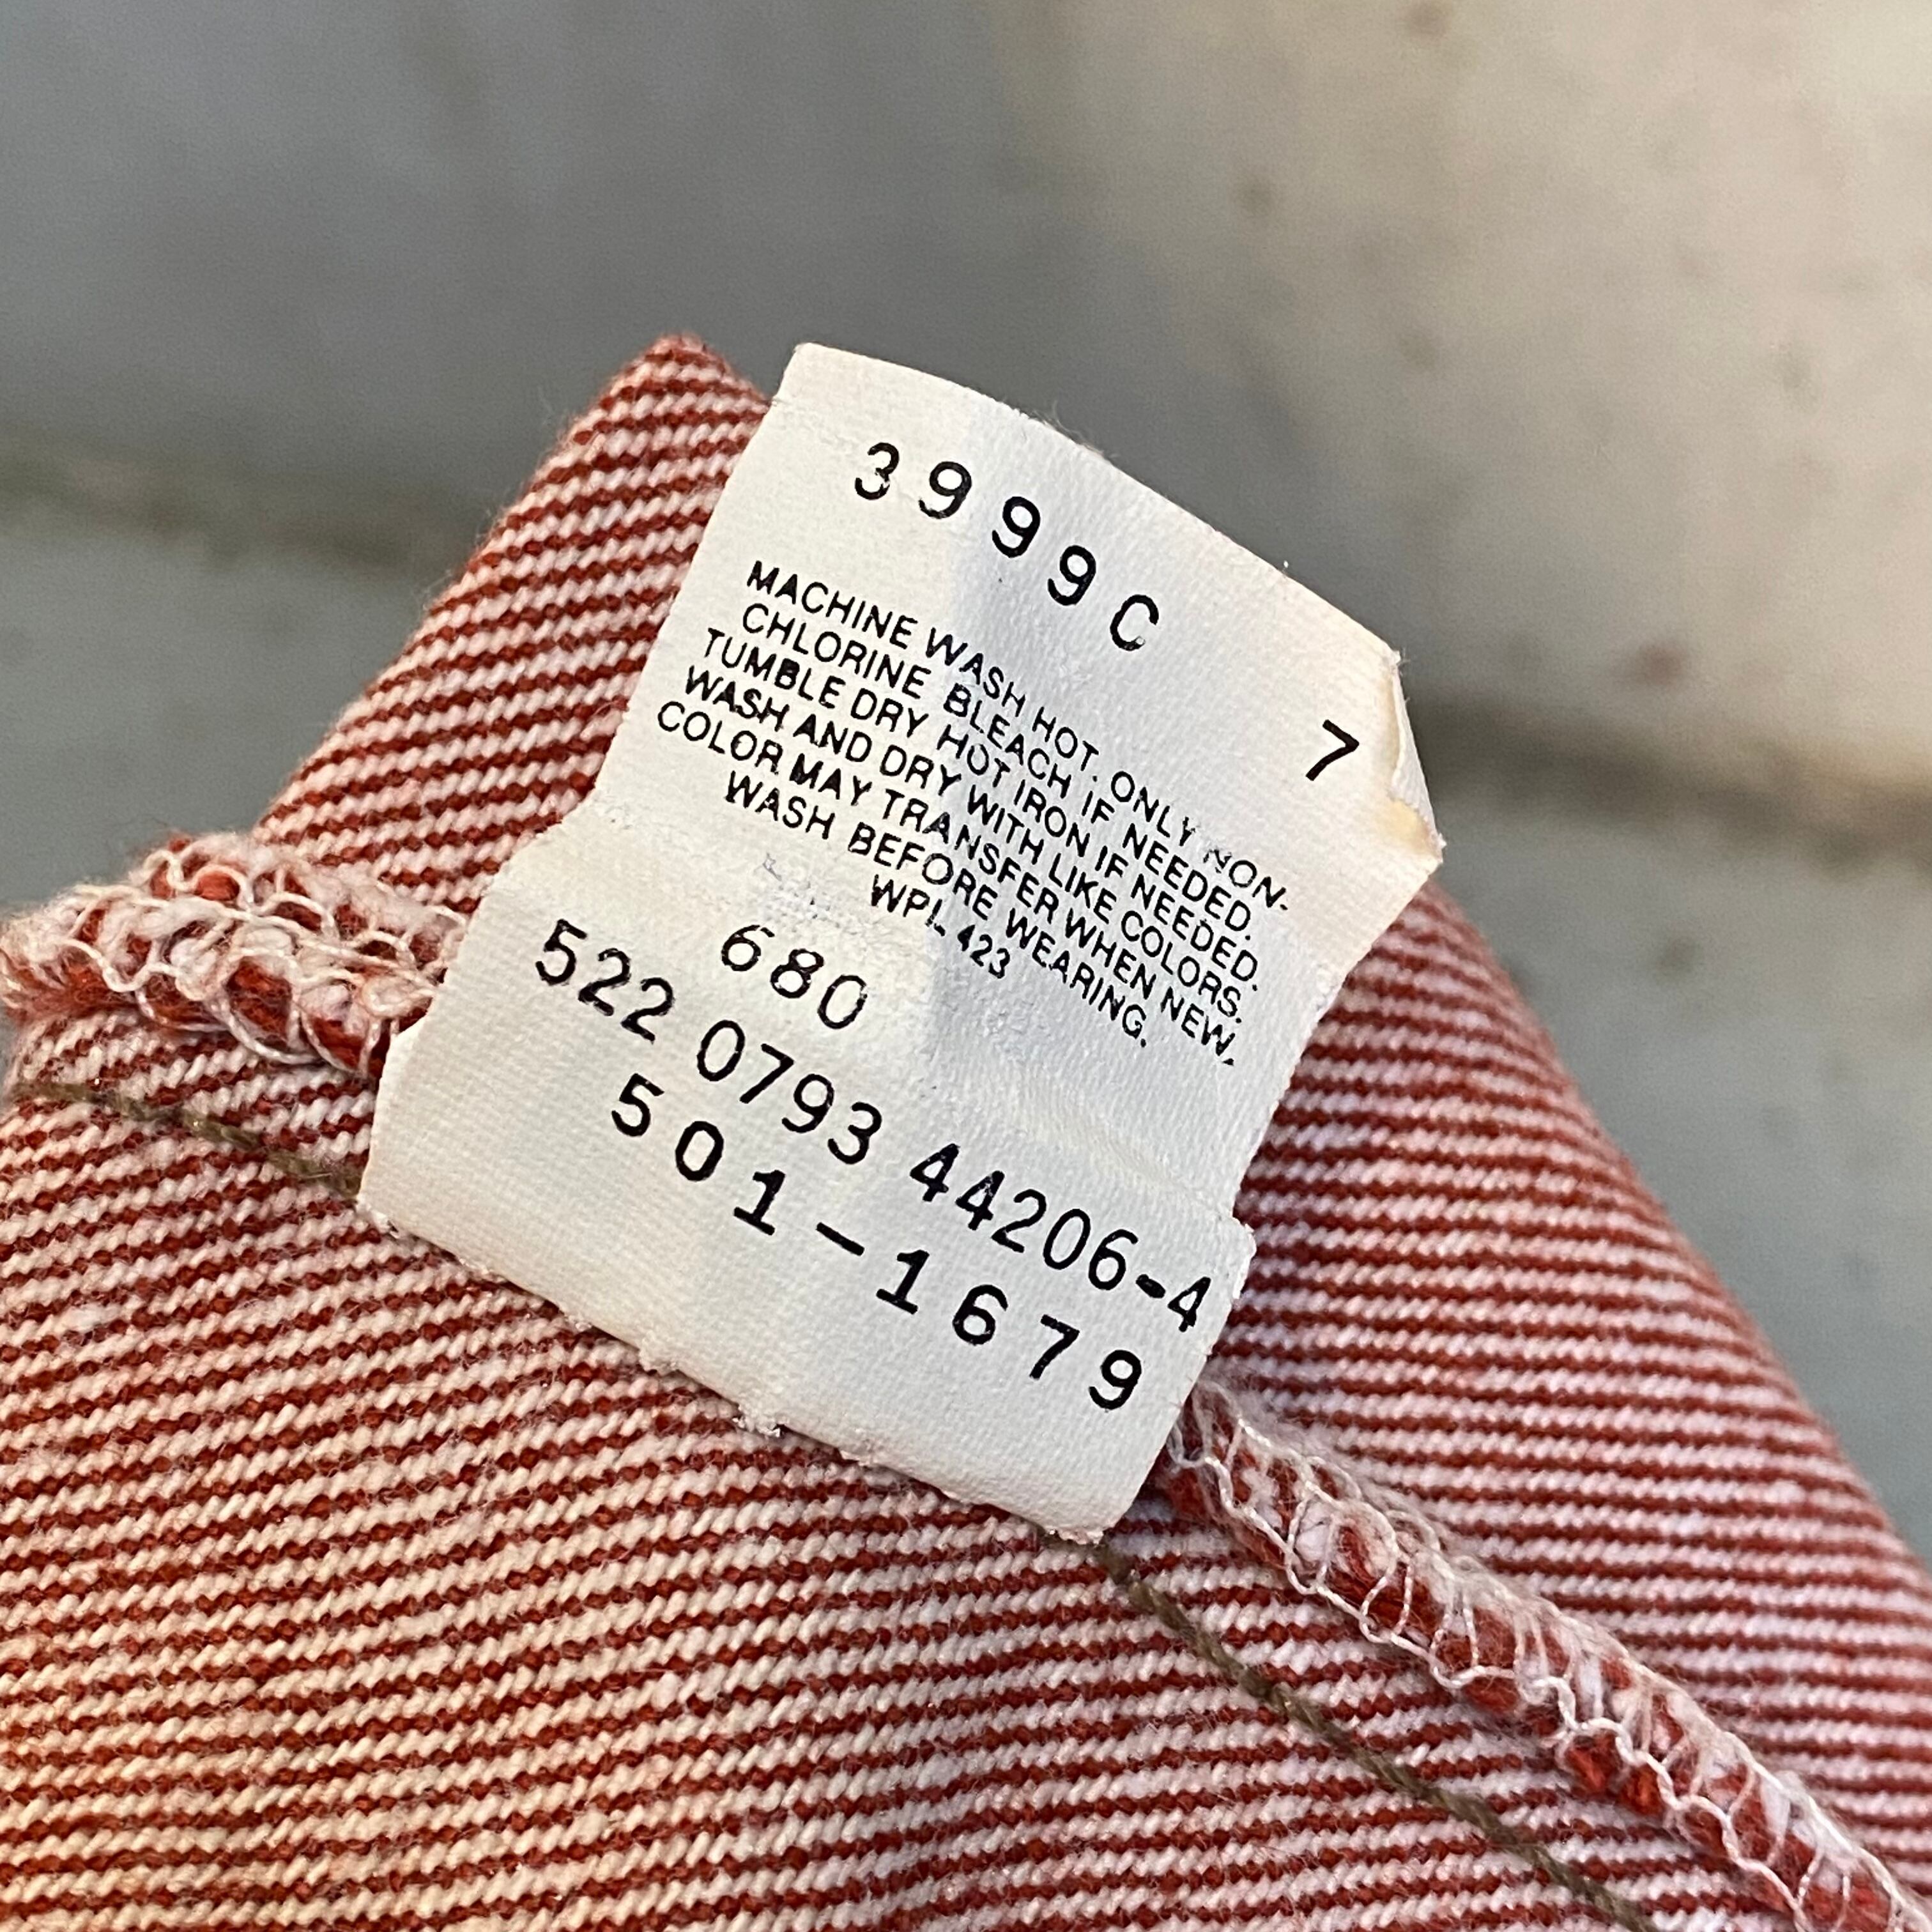 3999C
7
MACHINE WASH HOT. ONLY NON-
CHLORINE BLEACH IF NEEDED.
TUMBLE DRY HOT IRON IF NEEDED.
WASH AND DRY WITH LIKE COLORS.
COLOR MAY TRANSFER WHEN NEW,
WASH BEFORE WEARING.
WPL 423
680
522 0793 44206-4
501-1679